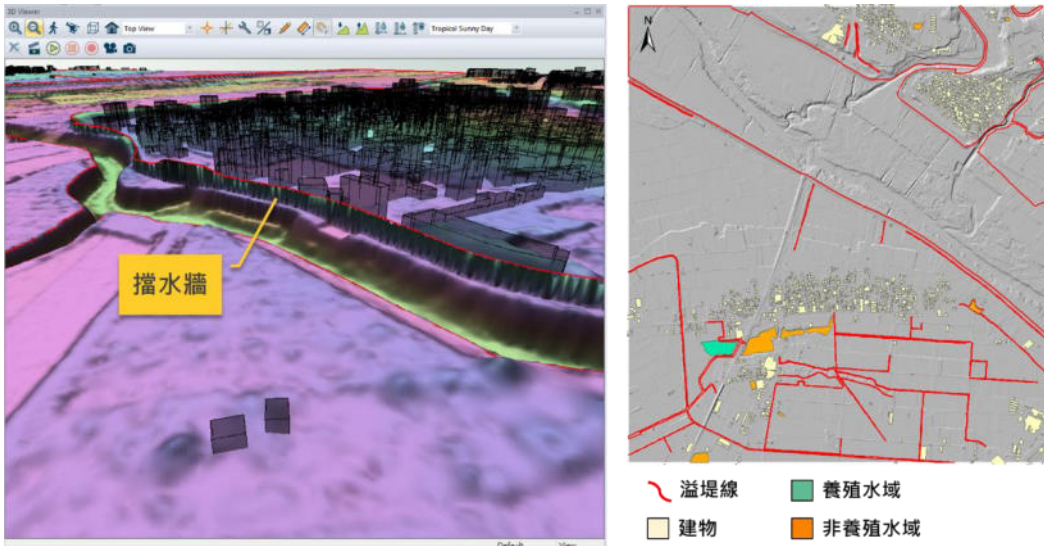 3D Viewer
Top View
Tropical Sunny Day
擋水牆
Default
View
N
溢堤線
養殖水域
建物
非養殖水域